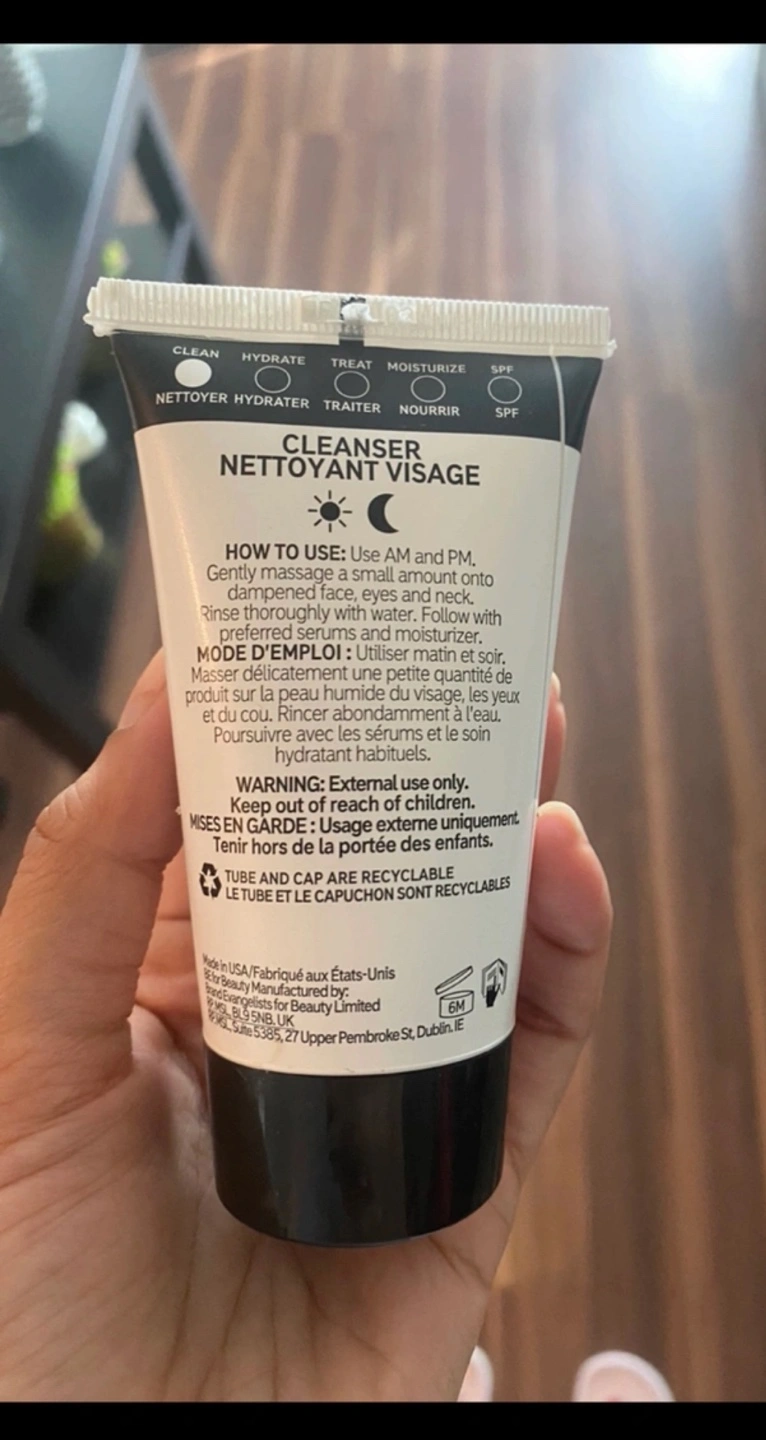 CLEAN HYDRATE TREAT MOISTURIZE SPF
NETTOYER HYDRATER TRAITER NOURRIR SPF
CLEANSER
NETTOYANT VISAGE
HOW TO USE: Use AM and PM.
Gently massage a small amount onto
dampened face, eyes and neck.
Rinse thoroughly with water. Follow with
preferred serums and moisturizer.
MODE D'EMPLOI : Utiliser matin et soir.
Masser délicatement une petite quantité de
produit sur la peau humide du visage, les yeux
et du cou. Rincer abondamment à l'eau.
Poursuivre avec les sérums et le soin
hydratant habituels.
WARNING: External use only.
Keep out of reach of children.
MISES EN GARDE : Usage externe uniquement.
Tenir hors de la portée des enfants.
TUBE AND CAP ARE RECYCLABLE
LE TUBE ET LE CAPUCHON SONT RECYCLABLES
Made in USA/Fabriqué aux États-Unis
BE for Beauty Manufactured by:
Brand Evangelists for Beauty Limited
RP MSL, BL9 5NB, UK
RP MSL, Suite 5385, 27 Upper Pembroke St, Dublin. IE
6M